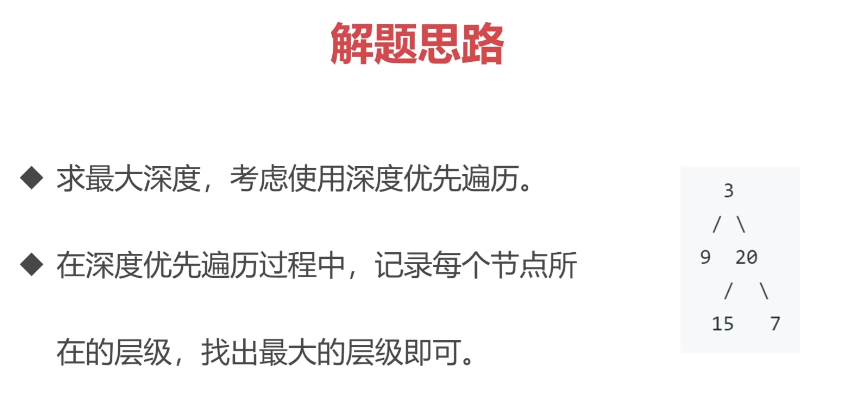 解题思路
◆ 求最大深度，考虑使用深度优先遍历。
◆ 在深度优先遍历过程中，记录每个节点所
在的层级，找出最大的层级即可。
3
/ \
9 20
/ \
15 7